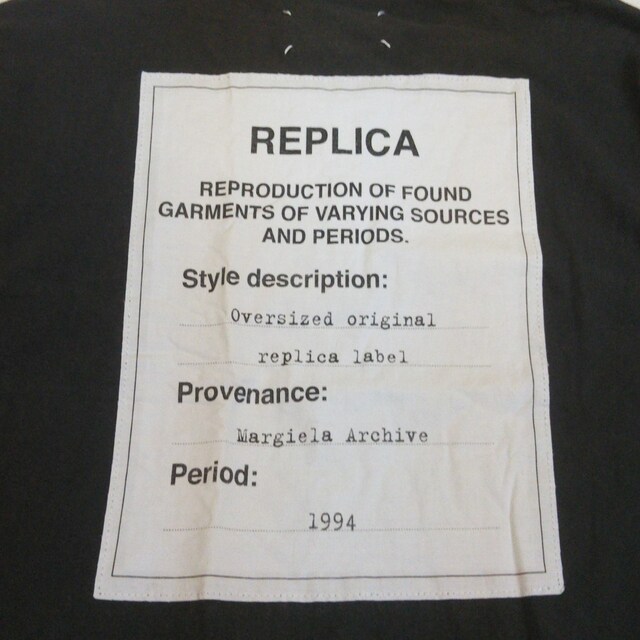 REPLICA
REPRODUCTION OF FOUND
GARMENTS OF VARYING SOURCES
AND PERIODS.
Style description:
Oversized original
replica label
Provenance:
Margiela Archive
Period:
1994